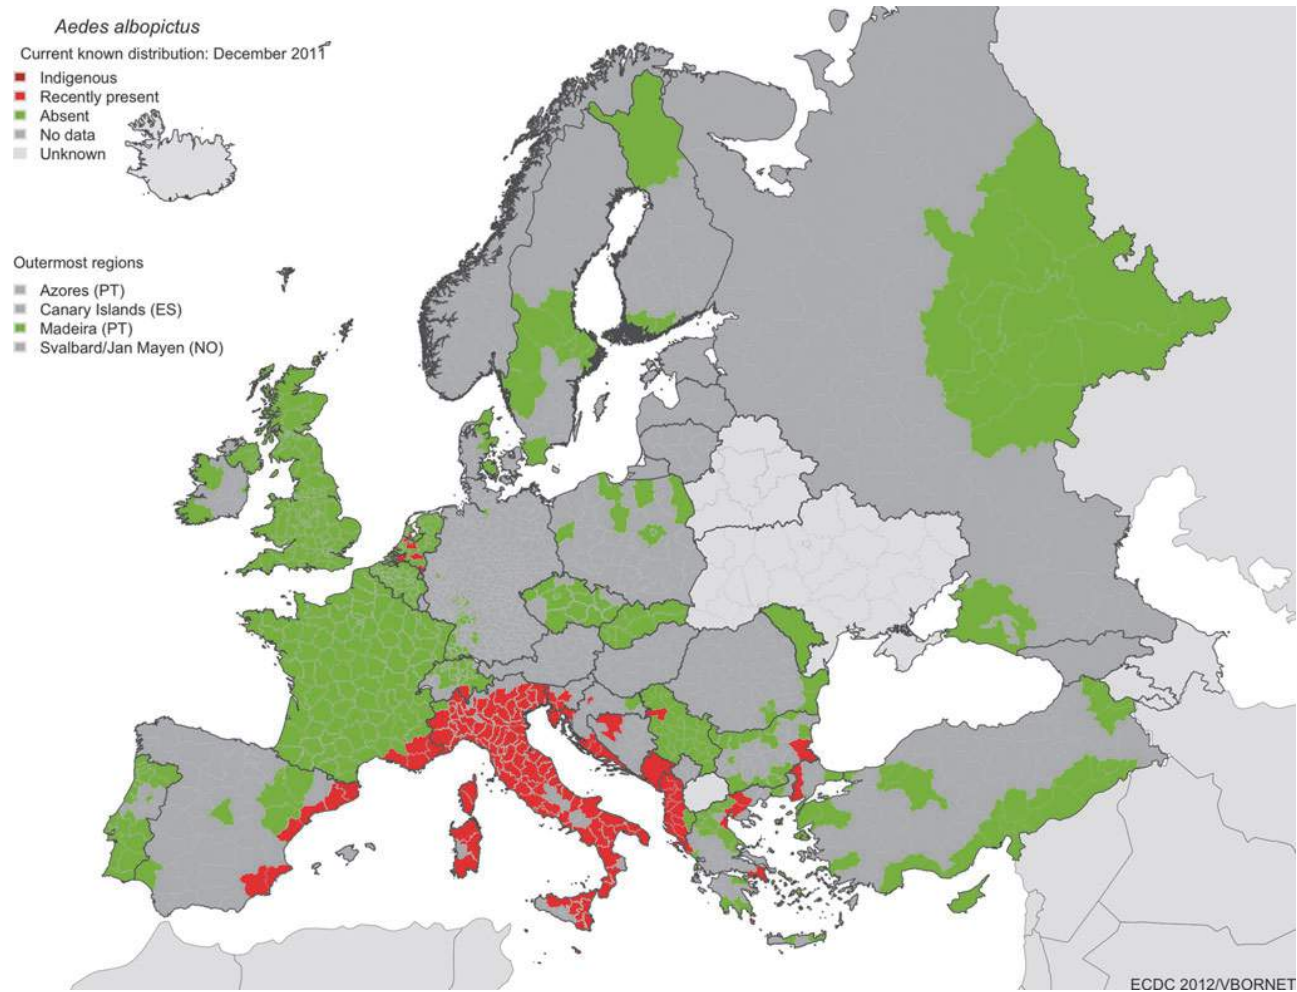 Aedes albopictus
Current known distribution: December 2011
Indigenous
Recently present
Absent
No data
Unknown
Outermost regions
Azores (PT)
Canary Islands (ES)
Madeira (PT)
Svalbard/Jan Mayen (NO)
ECDC 2012/VBORNET